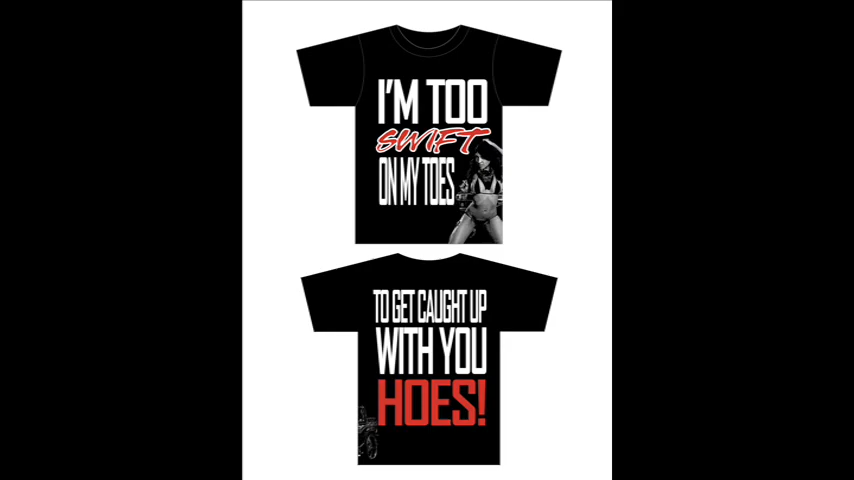 I'M TOO
SWIFT
ON MY TOES
TO GET CAUGHT UP
WITH YOU
HOES!